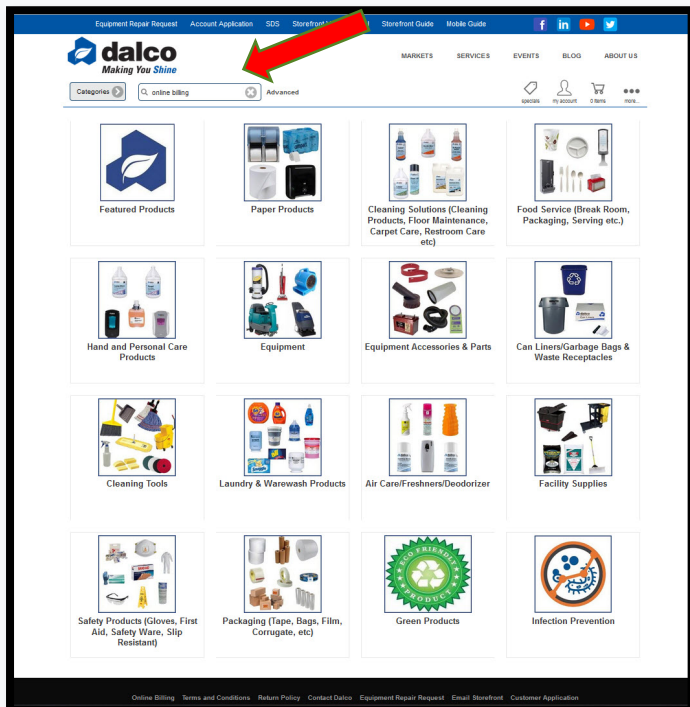 Equipment Repair Request Account Application SDS Storefront Storefront Guide Mobile Guide
dalco
Making You Shine
MARKETS SERVICES EVENTS BLOG ABOUT US
Categories online billing Advanced
specials my account 0 items more...
Featured Products
Paper Products
Cleaning Solutions (Cleaning
Products, Floor Maintenance,
Carpet Care, Restroom Care
etc)
Food Service (Break Room,
Packaging, Serving etc.)
Hand and Personal Care
Products
Equipment
Equipment Accessories & Parts
Can Liners/Garbage Bags &
Waste Receptacles
Cleaning Tools
Laundry & Warewash Products
Air Care/Freshners/Deodorizer
Facility Supplies
Safety Products (Gloves, First
Aid, Safety Ware, Slip
Resistant)
Packaging (Tape, Bags, Film,
Corrugate, etc)
ECO FRIENDLY
PRODUCT
Green Products
Infection Prevention
Online Billing Terms and Conditions Return Policy Contact Dalco Equipment Repair Request Email Storefront Customer Application